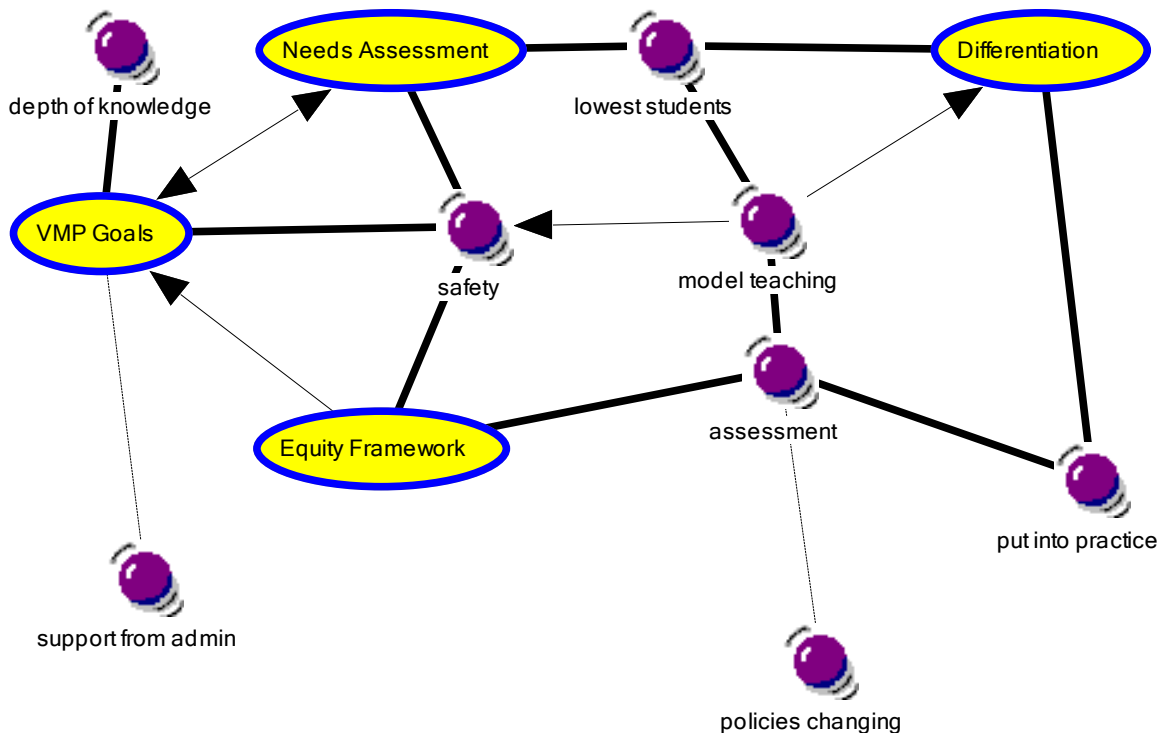 Needs Assessment
Differentiation
depth of knowledge
lowest students
VMP Goals
safety
model teaching
assessment
Equity Framework
put into practice
support from admin
policies changing